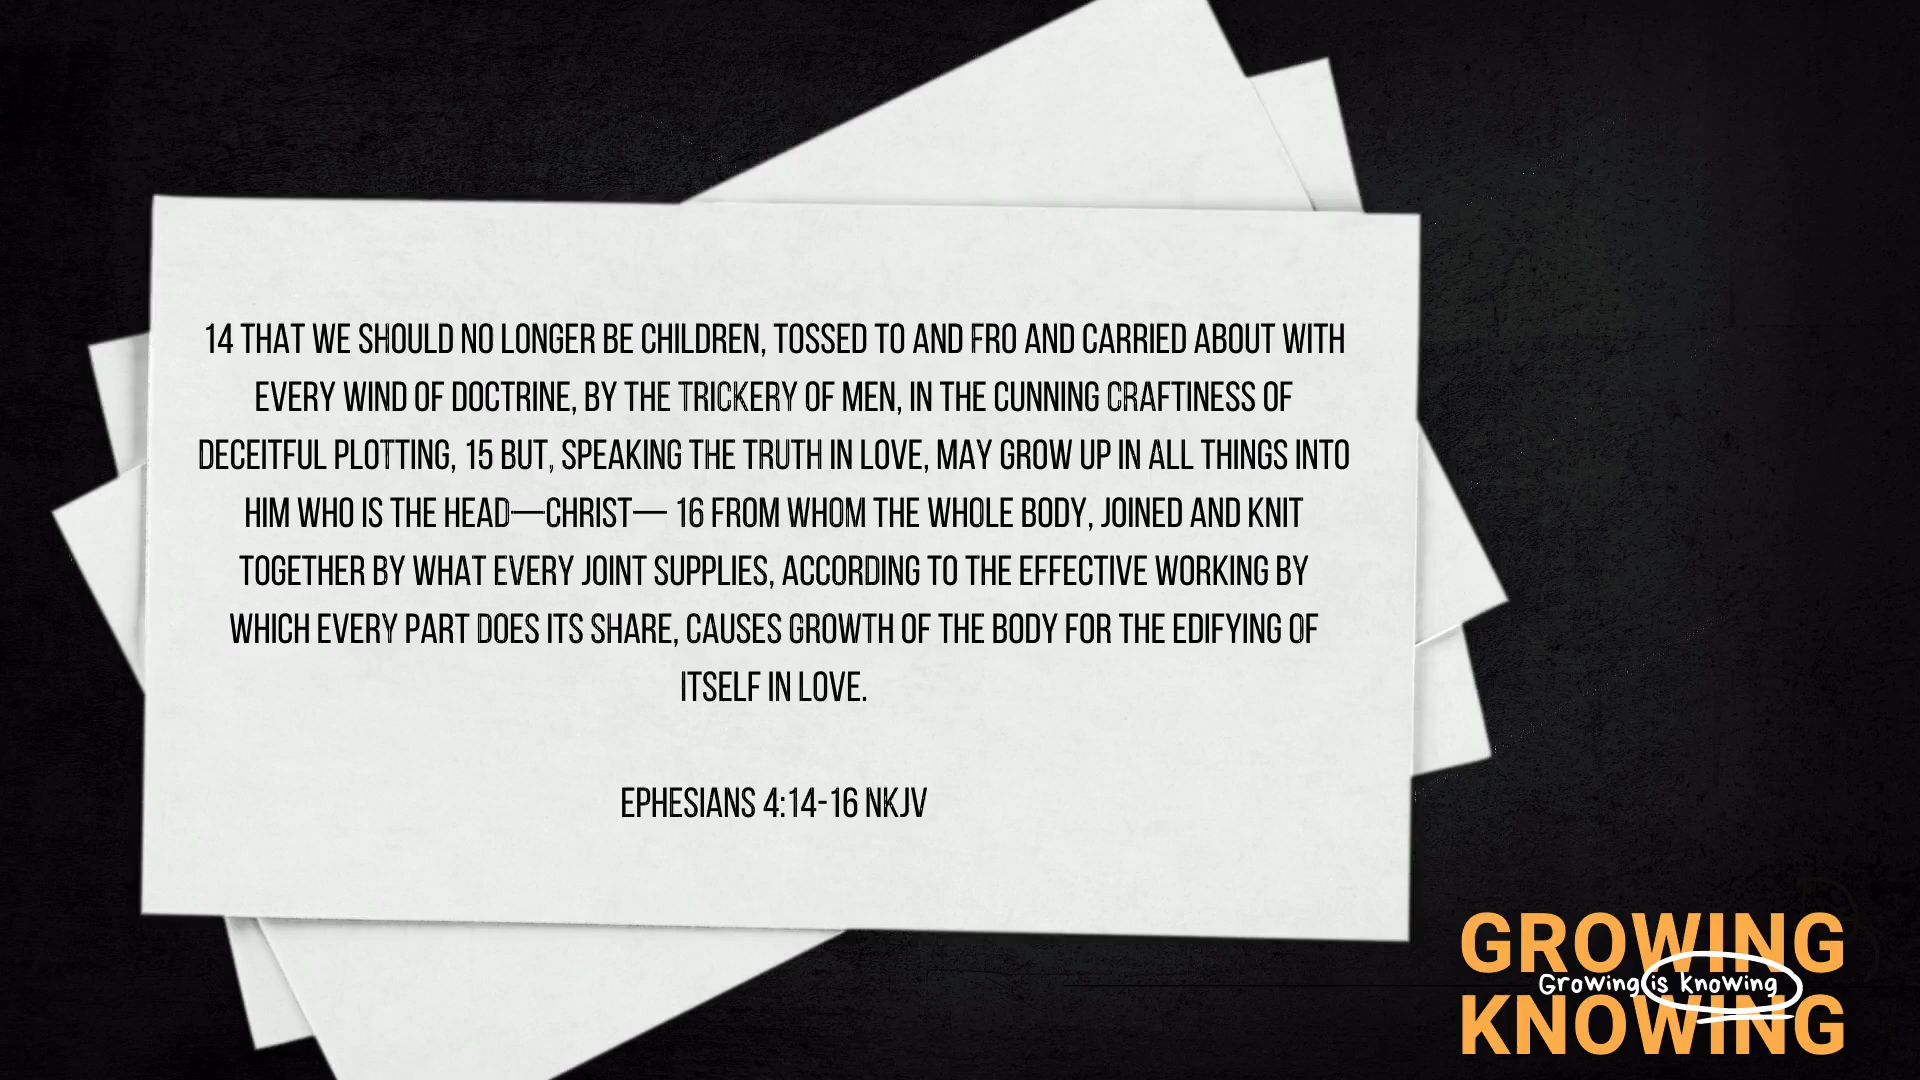 14 THAT WE SHOULD NO LONGER BE CHILDREN, TOSSED TO AND FRO AND CARRIED ABOUT WITH
EVERY WIND OF DOCTRINE, BY THE TRICKERY OF MEN, IN THE CUNNING CRAFTINESS OF
DECEITFUL PLOTTING, 15 BUT, SPEAKING THE TRUTH IN LOVE, MAY GROW UP IN ALL THINGS INTO
HIM WHO IS THE HEAD—CHRIST— 16 FROM WHOM THE WHOLE BODY, JOINED AND KNIT
TOGETHER BY WHAT EVERY JOINT SUPPLIES, ACCORDING TO THE EFFECTIVE WORKING BY
WHICH EVERY PART DOES ITS SHARE, CAUSES GROWTH OF THE BODY FOR THE EDIFYING OF
ITSELF IN LOVE.
EPHESIANS 4:14-16 NKJV
GROWING
Growing is knowing
KNOWING